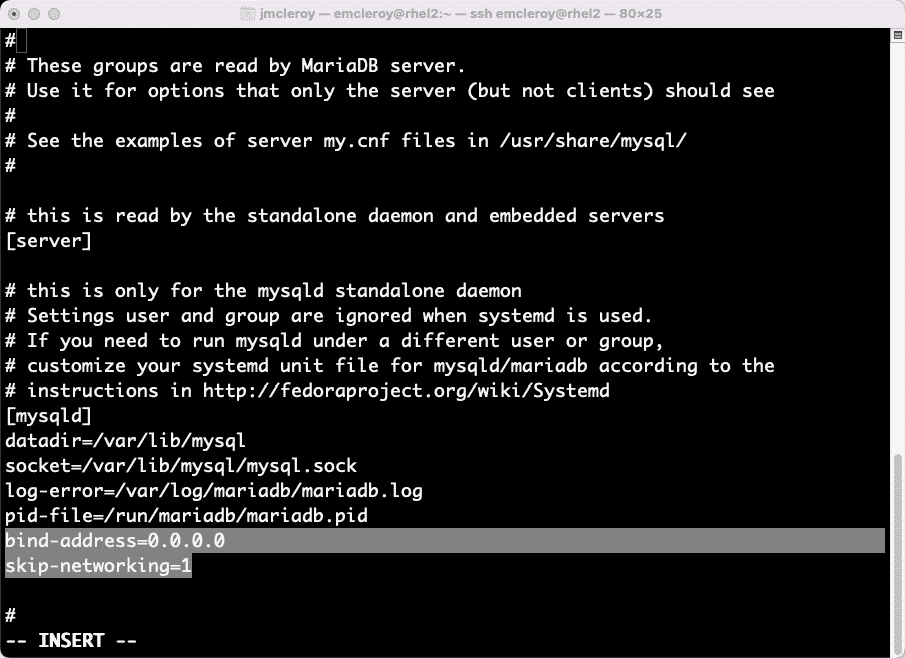 jmcleroy — emcleroy@rhel2:~ — ssh emcleroy@rhel2 — 80×25
#
# These groups are read by MariaDB server.
# Use it for options that only the server (but not clients) should see
#
# See the examples of server my.cnf files in /usr/share/mysql/
#
# this is read by the standalone daemon and embedded servers
[server]
# this is only for the mysqld standalone daemon
# Settings user and group are ignored when systemd is used.
# If you need to run mysqld under a different user or group,
# customize your systemd unit file for mysqld/mariadb according to the
# instructions in http://fedoraproject.org/wiki/Systemd
[mysqld]
datadir=/var/lib/mysql
socket=/var/lib/mysql/mysql.sock
log-error=/var/log/mariadb/mariadb.log
pid-file=/run/mariadb/mariadb.pid
bind-address=0.0.0.0
skip-networking=1
#
-- INSERT --